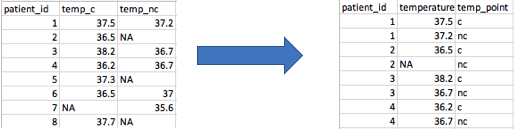 patient_id temp_c temp_nc
1 37.5 37.2
2 36.5 NA
3 38.2 36.7
4 36.2 36.7
5 37.3 NA
6 36.5 37
7 NA 35.6
8 37.7 NA
patient_id temperature temp_point
1 37.5 c
1 37.2 nc
2 36.5 c
2 NA nc
3 38.2 c
3 36.7 nc
4 36.2 c
4 36.7 nc